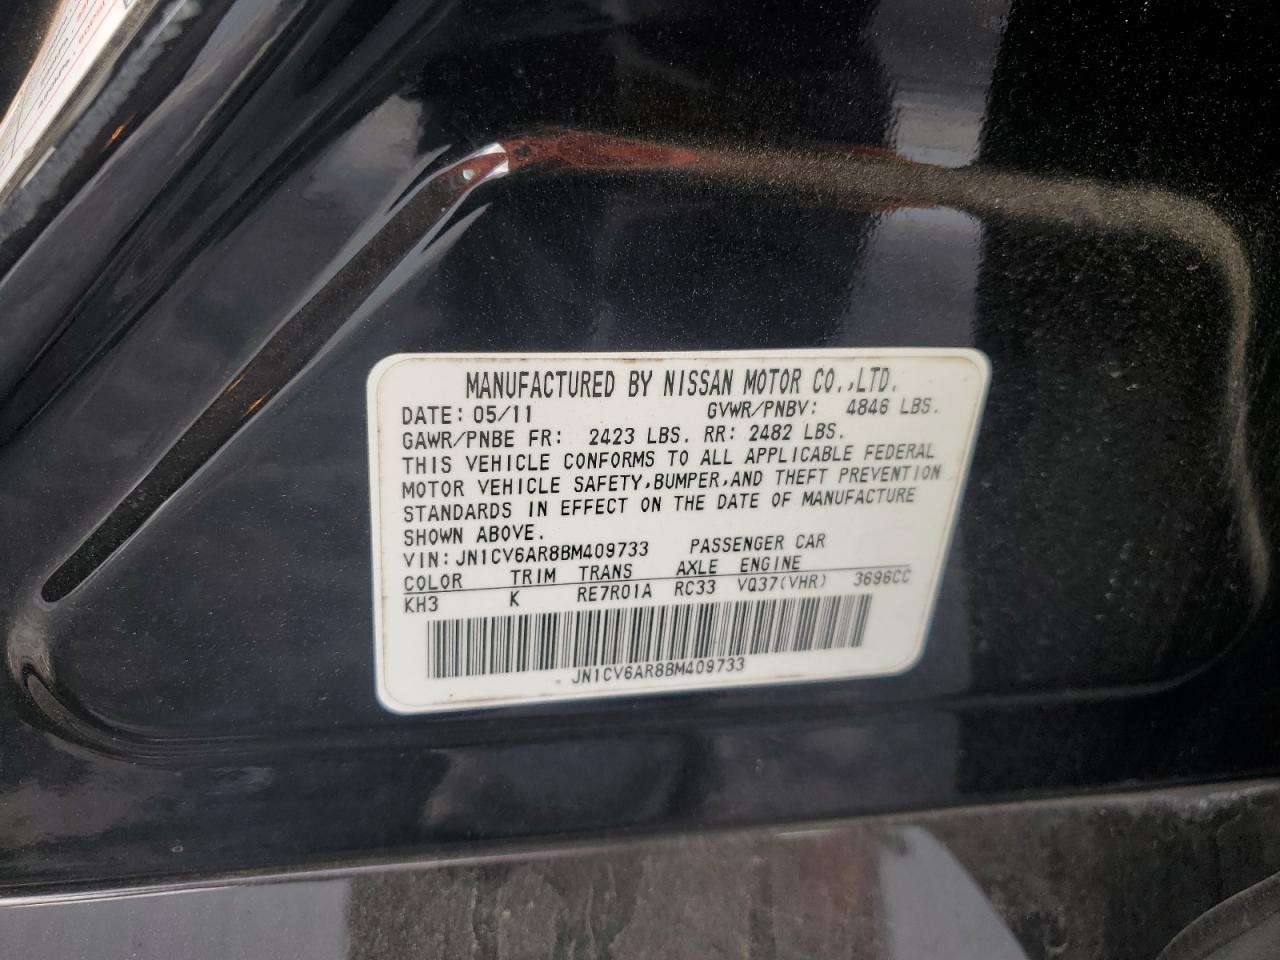 MANUFACTURED BY NISSAN MOTOR CO.,LTD.
DATE: 05/11 GVWR/PNBV: 4846 LBS.
GAWR/PNBE FR: 2423 LBS. RR: 2482 LBS.
THIS VEHICLE CONFORMS TO ALL APPLICABLE FEDERAL
MOTOR VEHICLE SAFETY,BUMPER,AND THEFT PREVENTION
STANDARDS IN EFFECT ON THE DATE OF MANUFACTURE
SHOWN ABOVE.
VIN: JN1CV6AR8BM409733 PASSENGER CAR
COLOR TRIM TRANS AXLE ENGINE
KH3 K RE7R01A RC33 VQ37(VHR) 3696CC
JN1CV6AR8BM409733